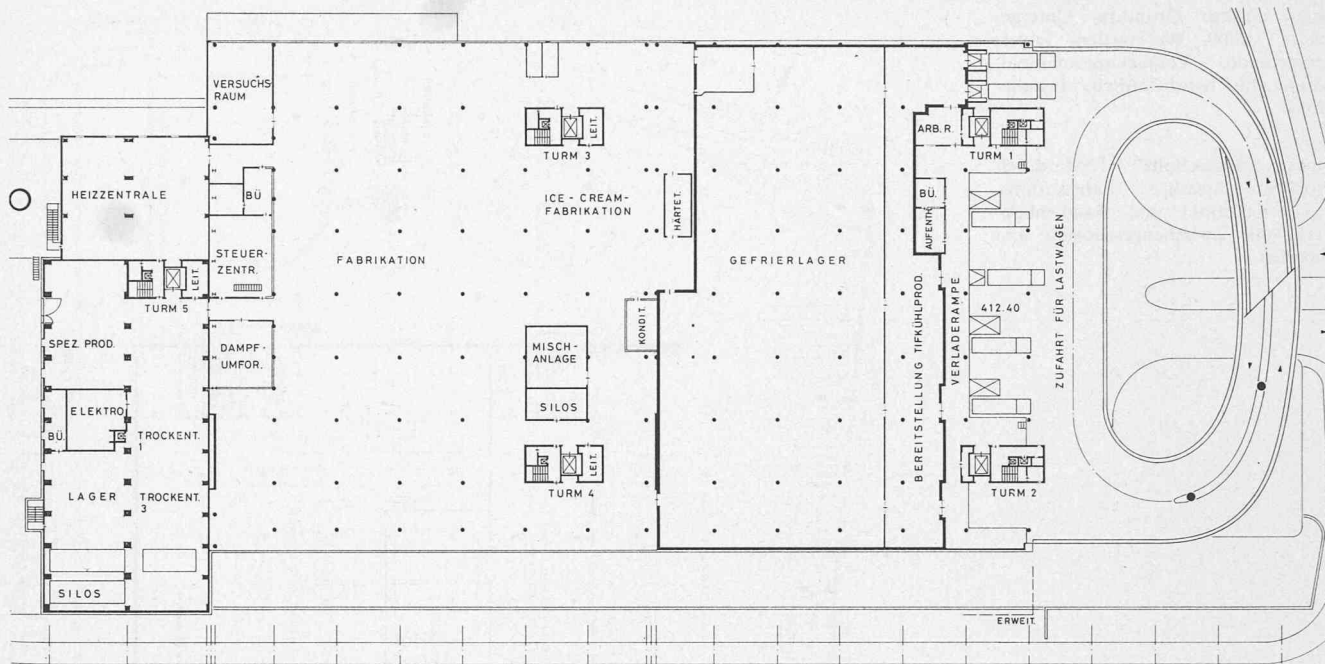 VERSUCHS
RAUM
HEIZZENTRALE
BÜ
STEUER-
ZENTR.
LEIT.
TURM 5
SPEZ. PROD.
DAMPF-
UMFOR.
ELEKTRO
BÜ.
TROCKENT.
1
LAGER
TROCKENT.
3
SILOS
FABRIKATION
LEIT.
TURM 3
ICE-CREAM-
FABRIKATION
HÄRTET.
KONDIT.
MISCH-
ANLAGE
SILOS
LEIT.
TURM 4
GEFRIERLAGER
ARB. R.
TURM 1
BÜ.
AUFENTH.
BEREITSTELLUNG TIFKÜHLPROD.
VERLADERAMPE
412.40
ZUFAHRT FÜR LASTWAGEN
TURM 2
ERWEIT.